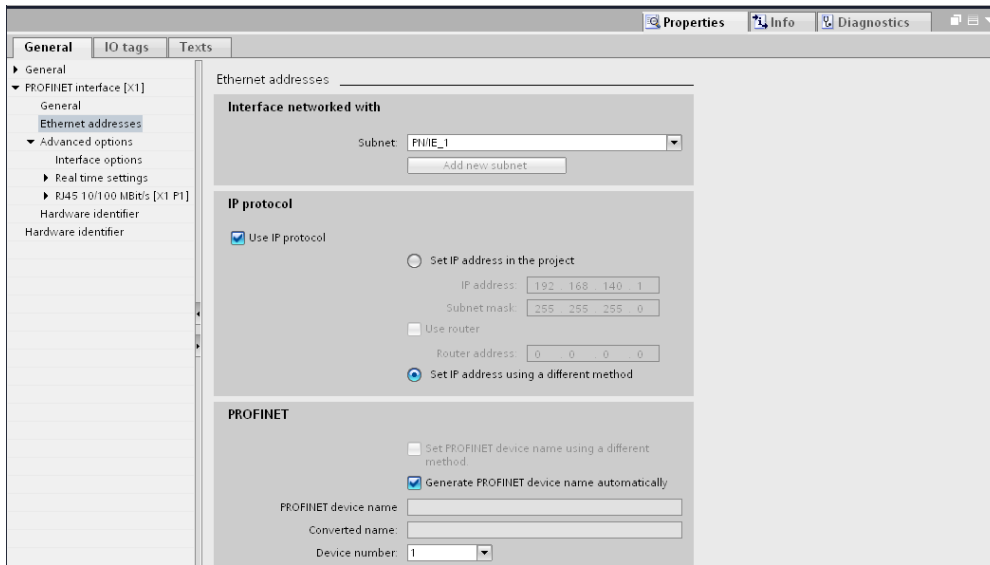 Properties Info Diagnostics
General IO tags Texts
General
PROFINET interface [X1]
General
Ethernet addresses
Advanced options
Interface options
Real time settings
RJ45 10/100 MBit/s [X1 P1]
Hardware identifier
Hardware identifier
Ethernet addresses
Interface networked with
Subnet: PN/IE_1
Add new subnet
IP protocol
Use IP protocol
Set IP address in the project
IP address: 192 . 168 . 140 . 1
Subnet mask: 255 . 255 . 255 . 0
Use router
Router address: 0 . 0 . 0 . 0
Set IP address using a different method
PROFINET
Set PROFINET device name using a different
method.
Generate PROFINET device name automatically
PROFINET device name
Converted name:
Device number: 1